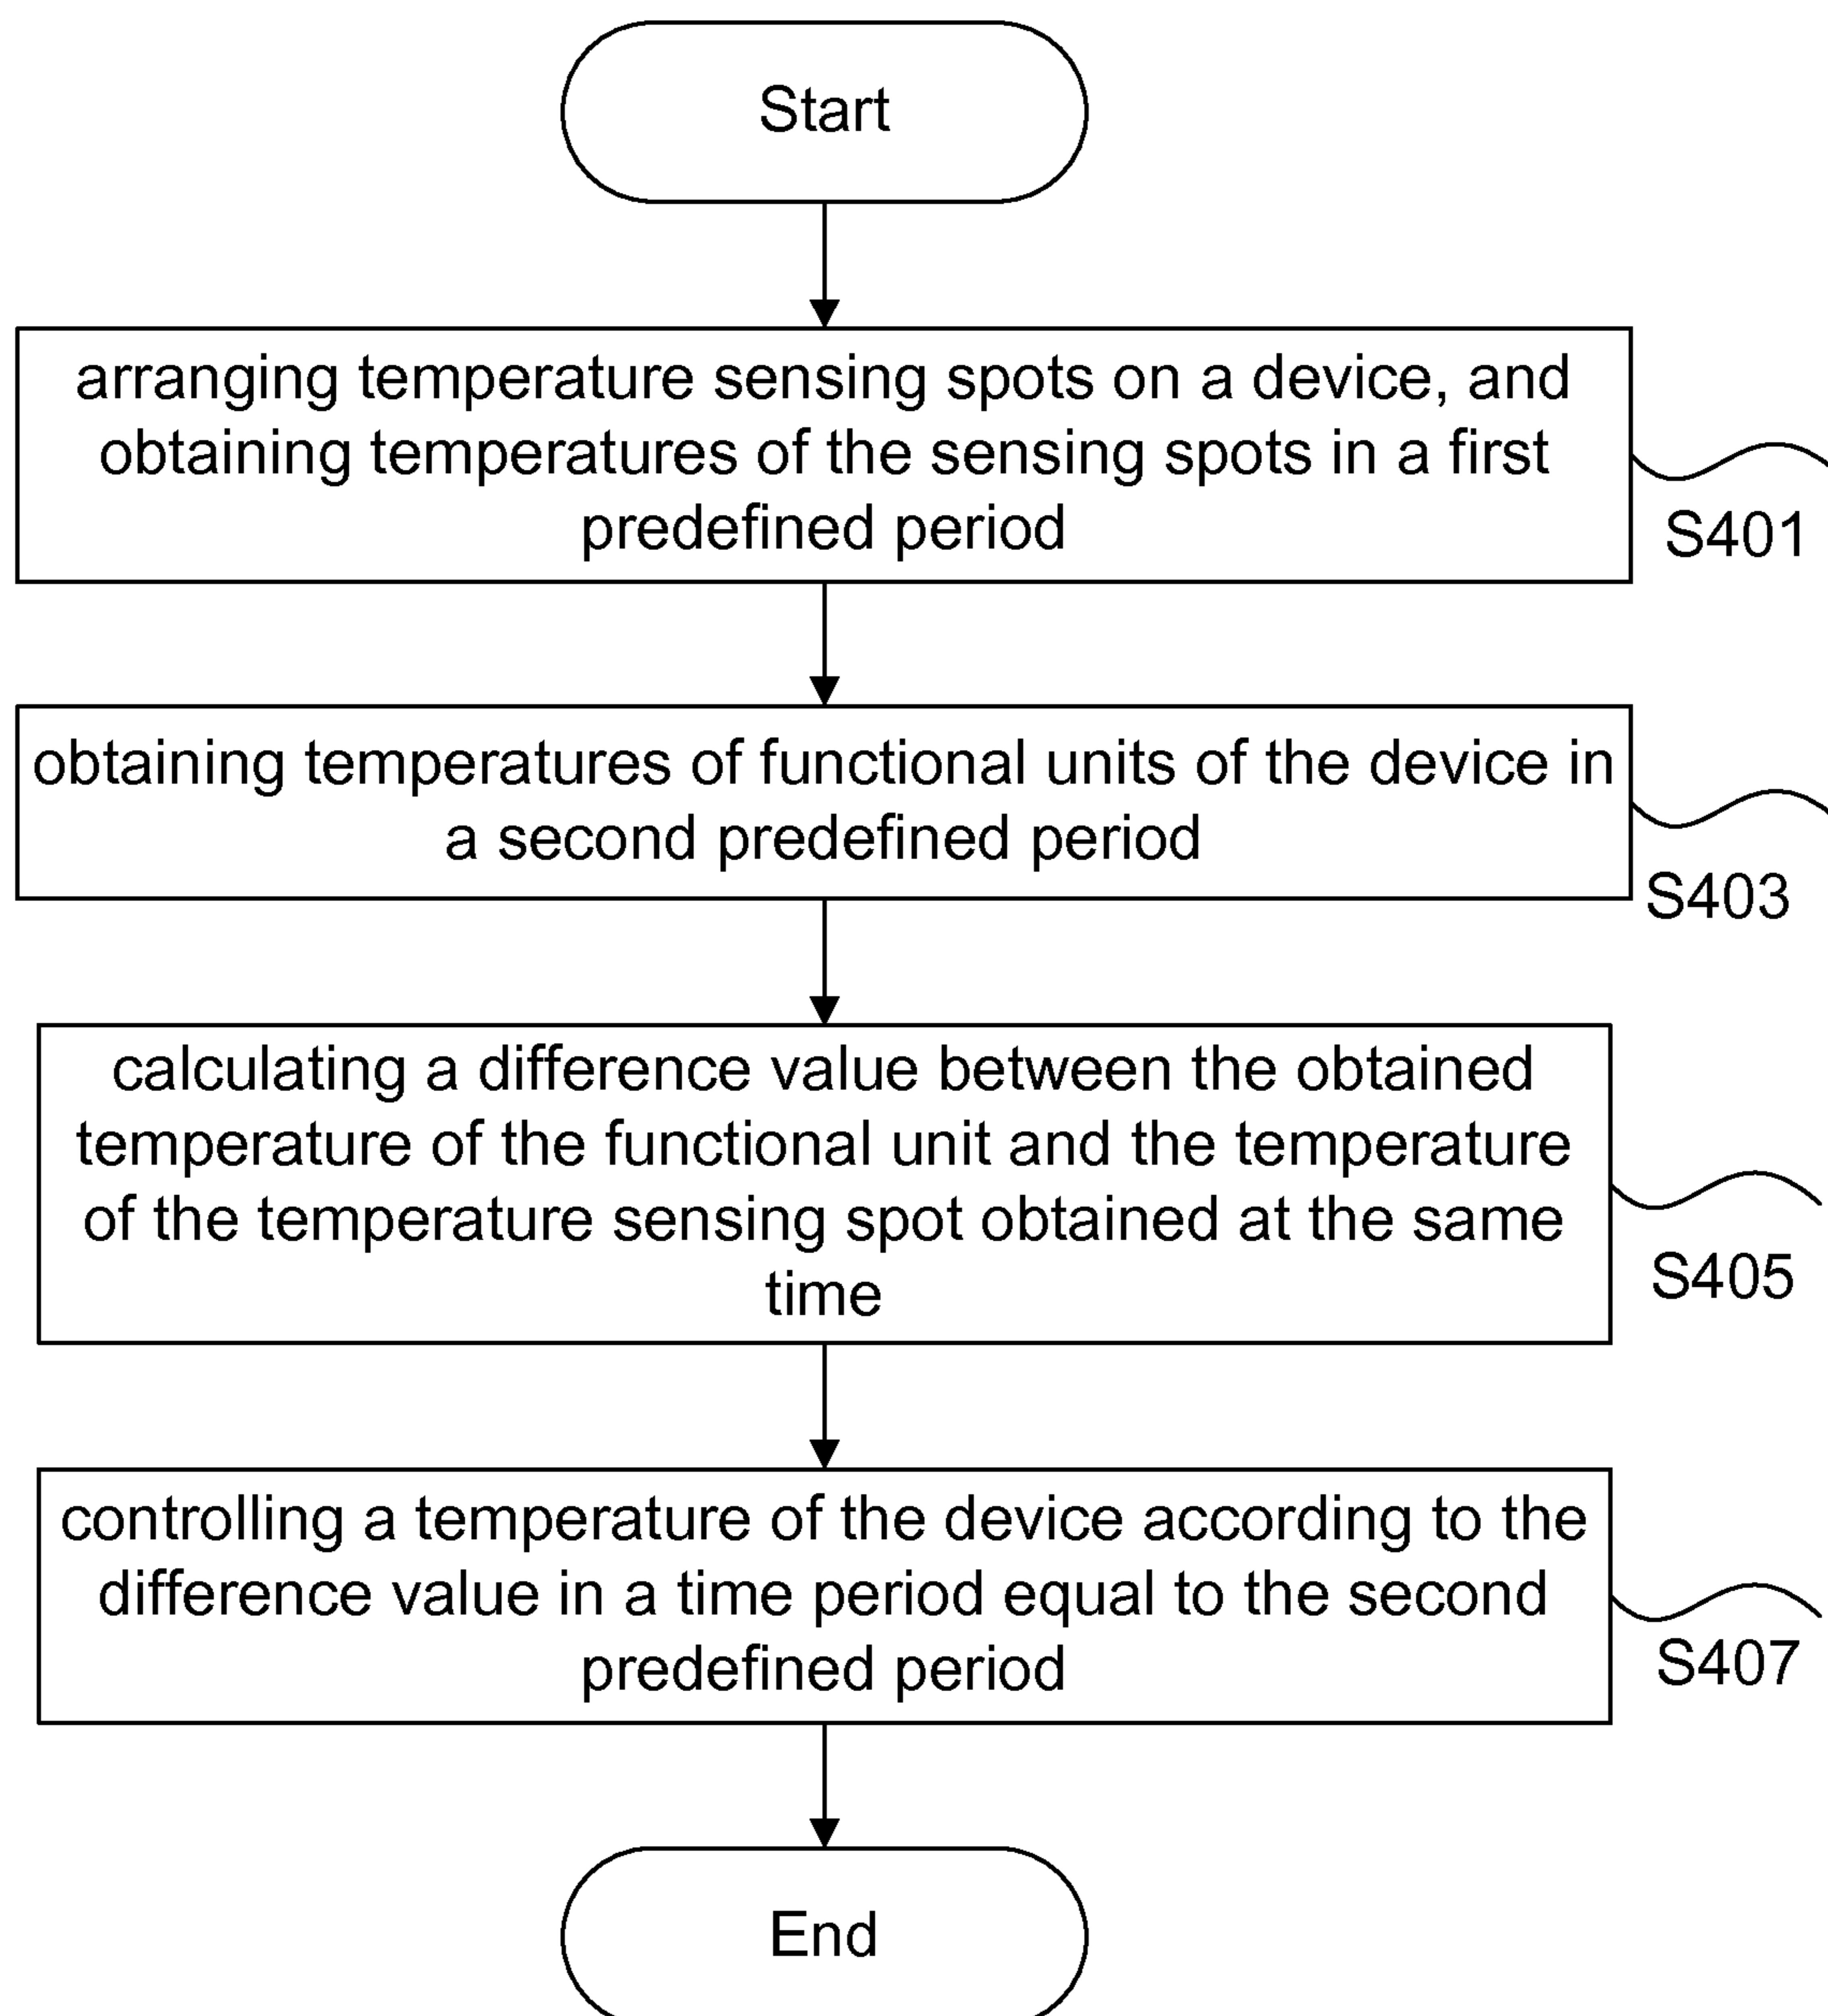 Start
arranging temperature sensing spots on a device, and
obtaining temperatures of the sensing spots in a first
predefined period
S401
obtaining temperatures of functional units of the device in
a second predefined period
S403
calculating a difference value between the obtained
temperature of the functional unit and the temperature
of the temperature sensing spot obtained at the same
time
S405
controlling a temperature of the device according to the
difference value in a time period equal to the second
predefined period
S407
End